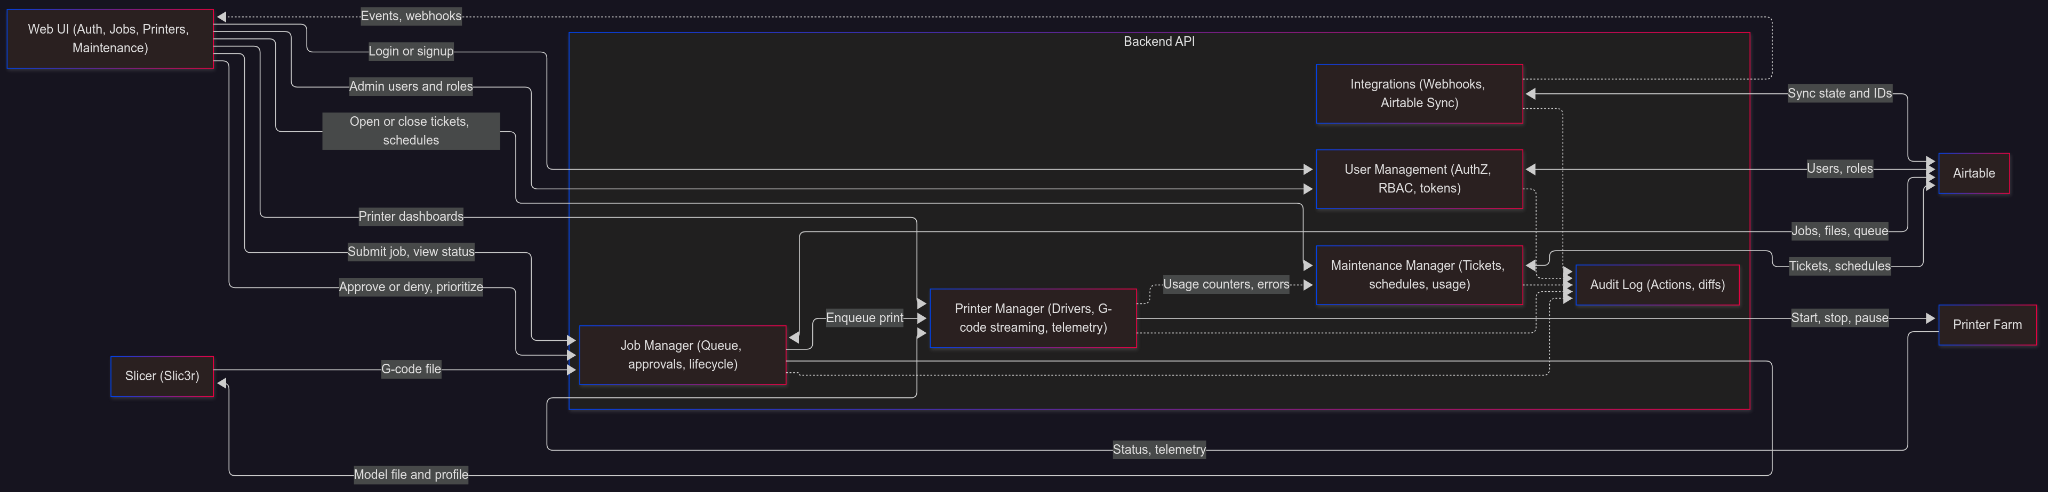 Events, webhooks
Web UI (Auth, Jobs, Printers,
Maintenance)
Login or signup
Backend API
Admin users and roles
Integrations (Webhooks,
Airtable Sync)
Sync state and IDs
Open or close tickets,
schedules
User Management (AuthZ,
RBAC, tokens)
Users, roles
Airtable
Printer dashboards
Jobs, files, queue
Submit job, view status
Maintenance Manager (Tickets,
schedules, usage)
Tickets, schedules
Approve or deny, prioritize
Usage counters, errors
Audit Log (Actions, diffs)
Printer Manager (Drivers, G-
code streaming, telemetry)
Enqueue print
Start, stop, pause
Printer Farm
Job Manager (Queue,
approvals, lifecycle)
Slicer (Slic3r)
G-code file
Status, telemetry
Model file and profile